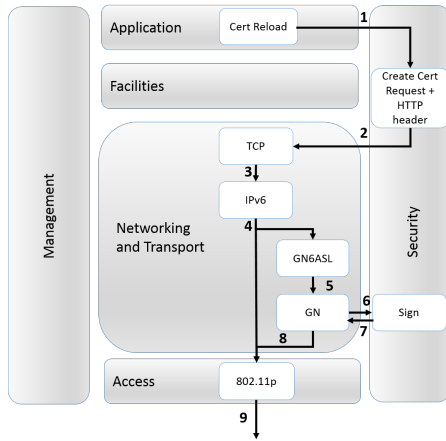 Application
Cert Reload
1
Facilities
Create Cert
Request +
HTTP
header
2
TCP
3
IPv6
4
Networking
and Transport
GN6ASL
5
GN
6
7
Sign
8
Access
802.11p
9
Management
Security